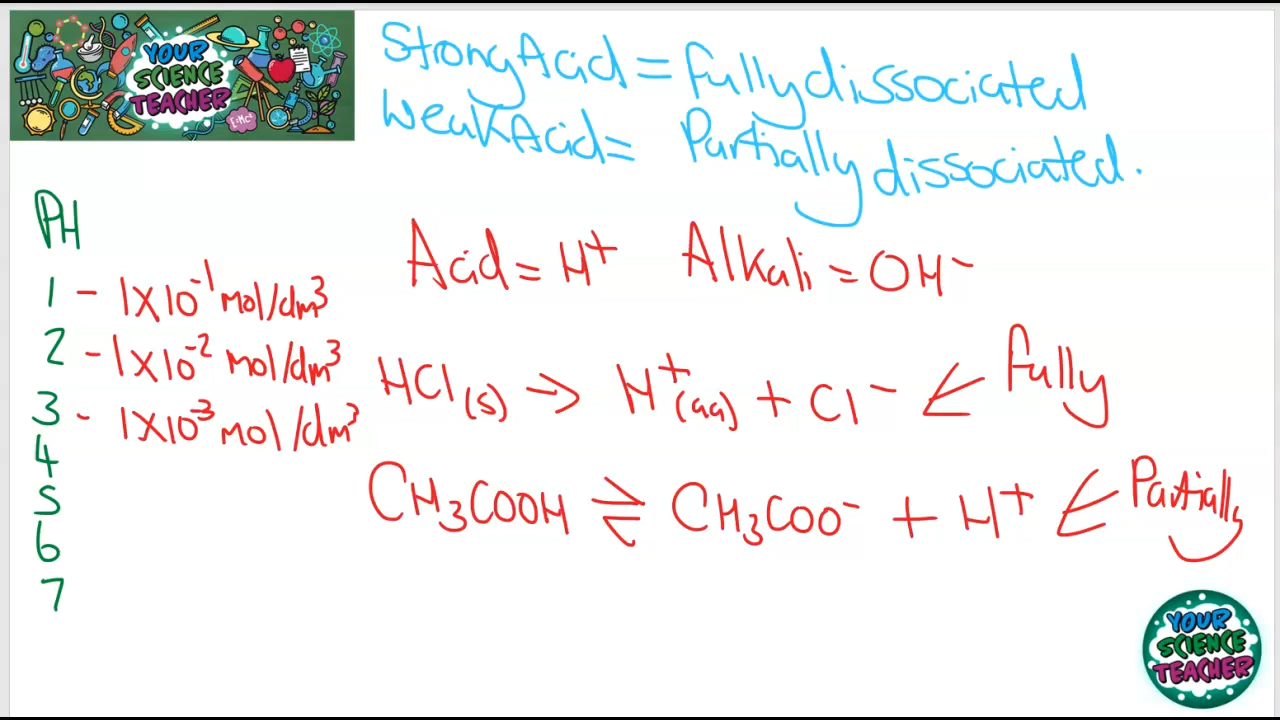 YOUR
SCIENCE
TEACHER
E=MC²
Strong Acid = Fully dissociated
Weak Acid = Partially dissociated.
PH
Acid = H⁺ Alkali = OH⁻
1 - 1X10⁻¹ mol/dm³
2 - 1X10⁻² mol/dm³
HCl(s) → H⁺(aq) + Cl⁻ ← Fully
3 - 1X10⁻³ mol/dm³
4
5
CH₃COOH ⇌ CH₃COO⁻ + H⁺ ← Partially
6
7
YOUR
SCIENCE
TEACHER